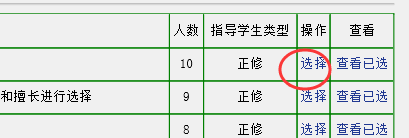 人数 指导学生类型 操作 查看
10 正修 选择 查看已选
和擅长进行选择 9 正修 选择 查看已选
8 正修 选择 查看已选